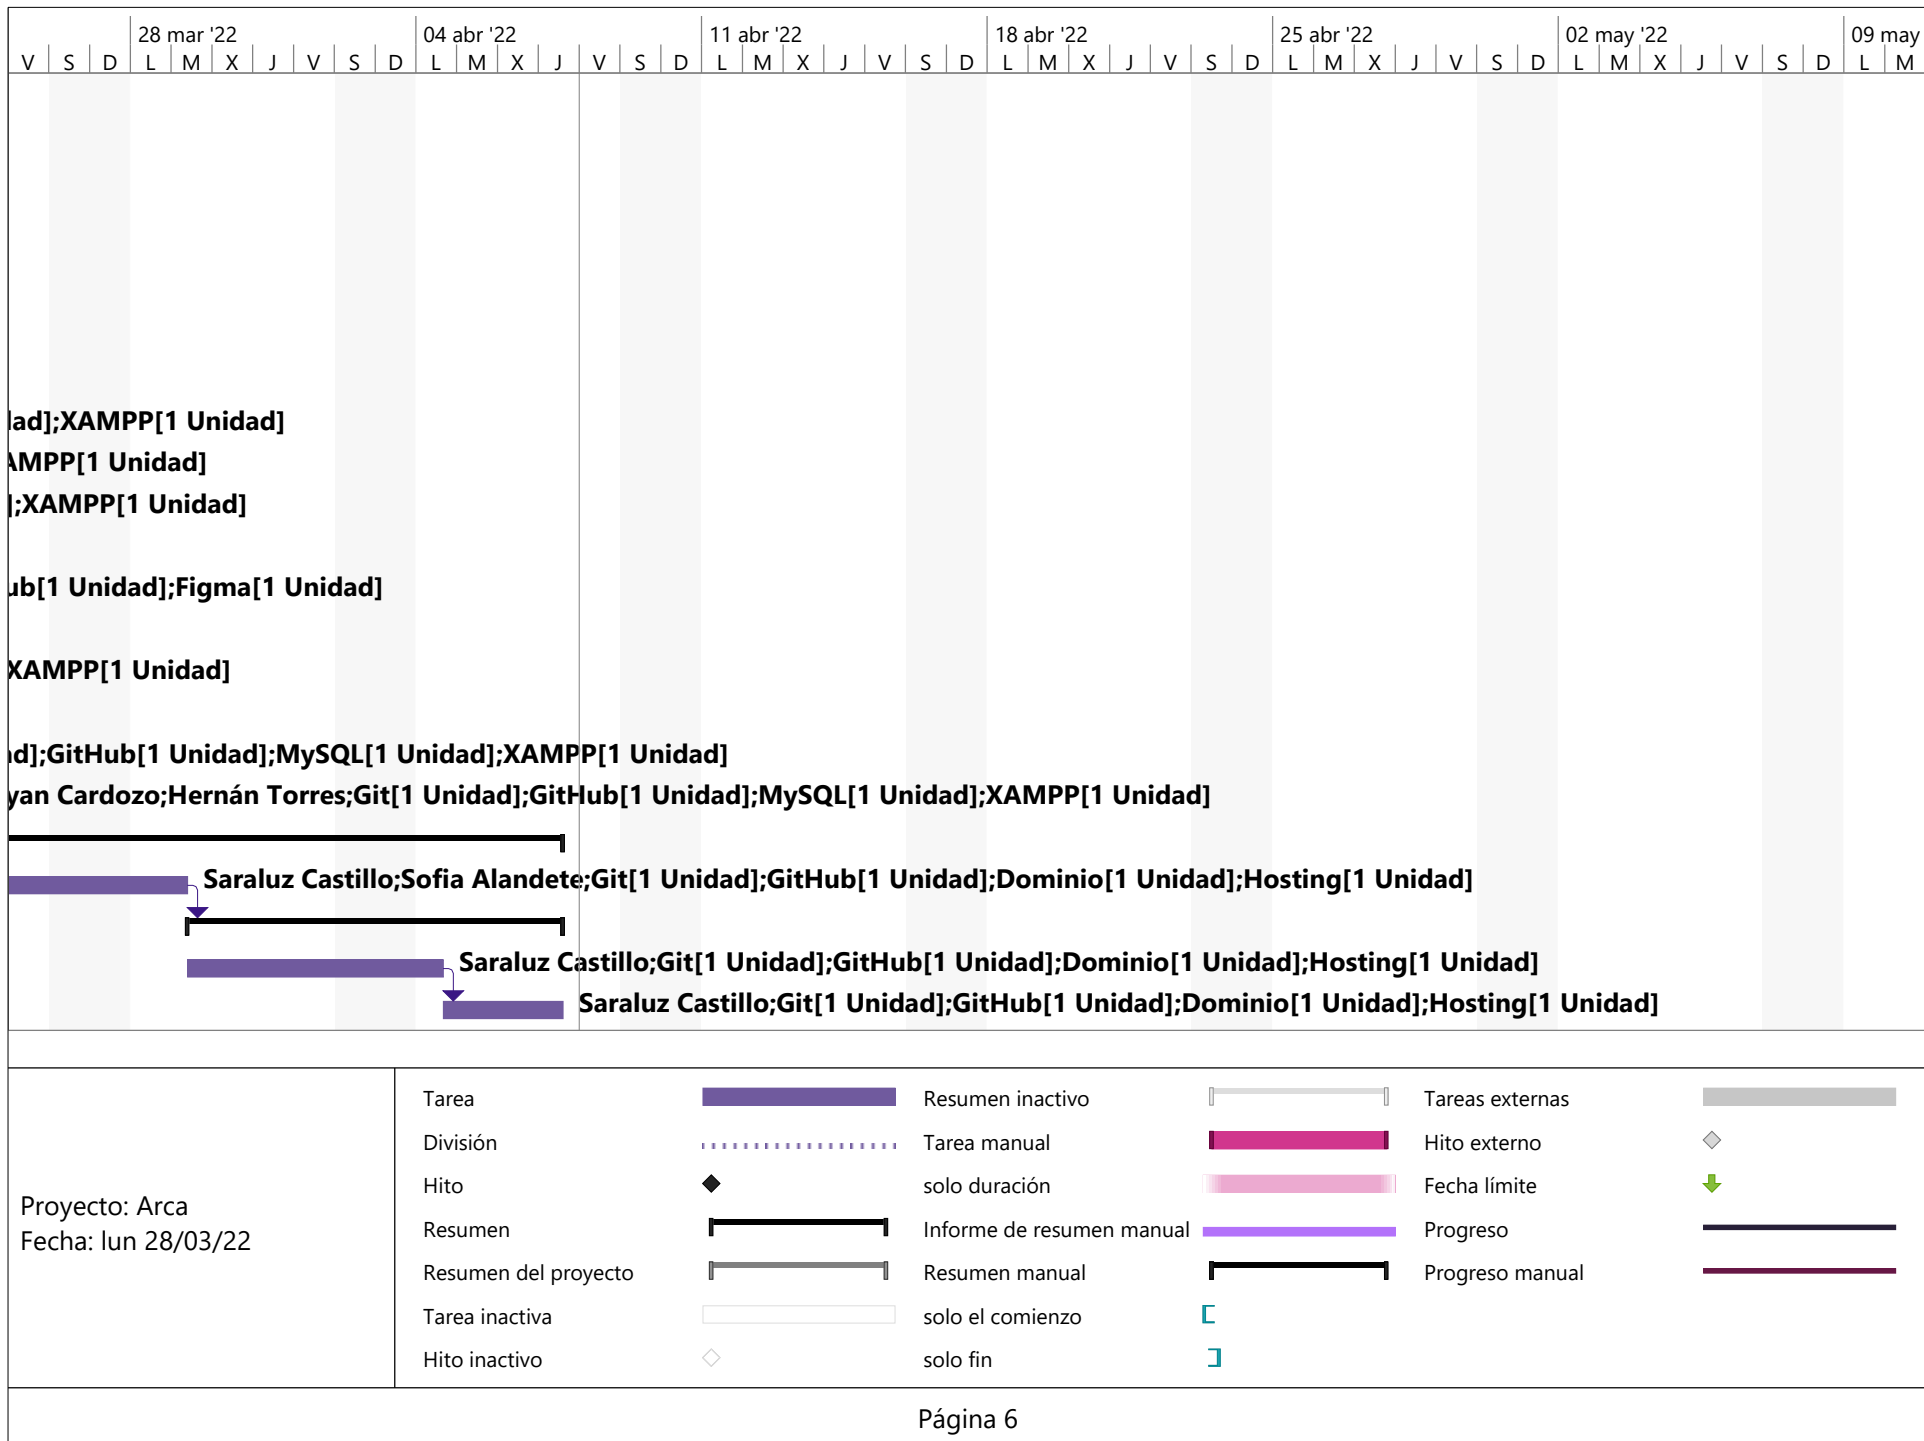 28 mar '22 04 abr '22 11 abr '22 18 abr '22 25 abr '22 02 may '22 09 may
V S D L M X J V S D L M X J V S D L M X J V S D L M X J V S D L M X J V S D L M X J V S D L M
ad];XAMPP[1 Unidad]
AMPP[1 Unidad]
];XAMPP[1 Unidad]
ub[1 Unidad];Figma[1 Unidad]
XAMPP[1 Unidad]
ad];GitHub[1 Unidad];MySQL[1 Unidad];XAMPP[1 Unidad]
yan Cardozo;Hernán Torres;Git[1 Unidad];GitHub[1 Unidad];MySQL[1 Unidad];XAMPP[1 Unidad]
Saraluz Castillo;Sofia Alandete;Git[1 Unidad];GitHub[1 Unidad];Dominio[1 Unidad];Hosting[1 Unidad]
Saraluz Castillo;Git[1 Unidad];GitHub[1 Unidad];Dominio[1 Unidad];Hosting[1 Unidad]
Saraluz Castillo;Git[1 Unidad];GitHub[1 Unidad];Dominio[1 Unidad];Hosting[1 Unidad]
Proyecto: Arca
Fecha: lun 28/03/22
Tarea
División
Hito
Resumen
Resumen del proyecto
Tarea inactiva
Hito inactivo
Resumen inactivo
Tarea manual
solo duración
Informe de resumen manual
Resumen manual
solo el comienzo
solo fin
Tareas externas
Hito externo
Fecha límite
Progreso
Progreso manual
Página 6